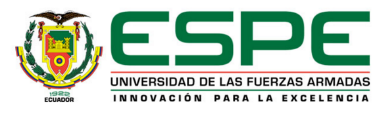 ESPE
UNIVERSIDAD DE LAS FUERZAS ARMADAS
INNOVACIÓN PARA LA EXCELENCIA
1922
ECUADOR